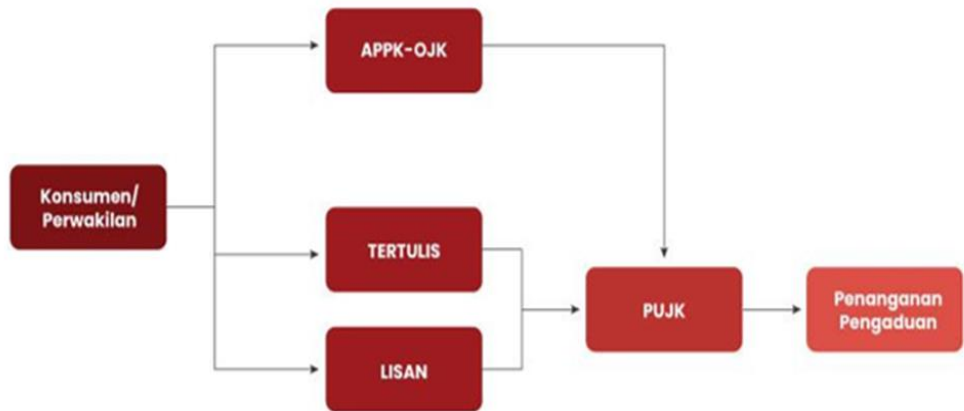 APPK-OJK
Konsumen/
Perwakilan
TERTULIS
LISAN
PUJK
Penanganan
Pengaduan